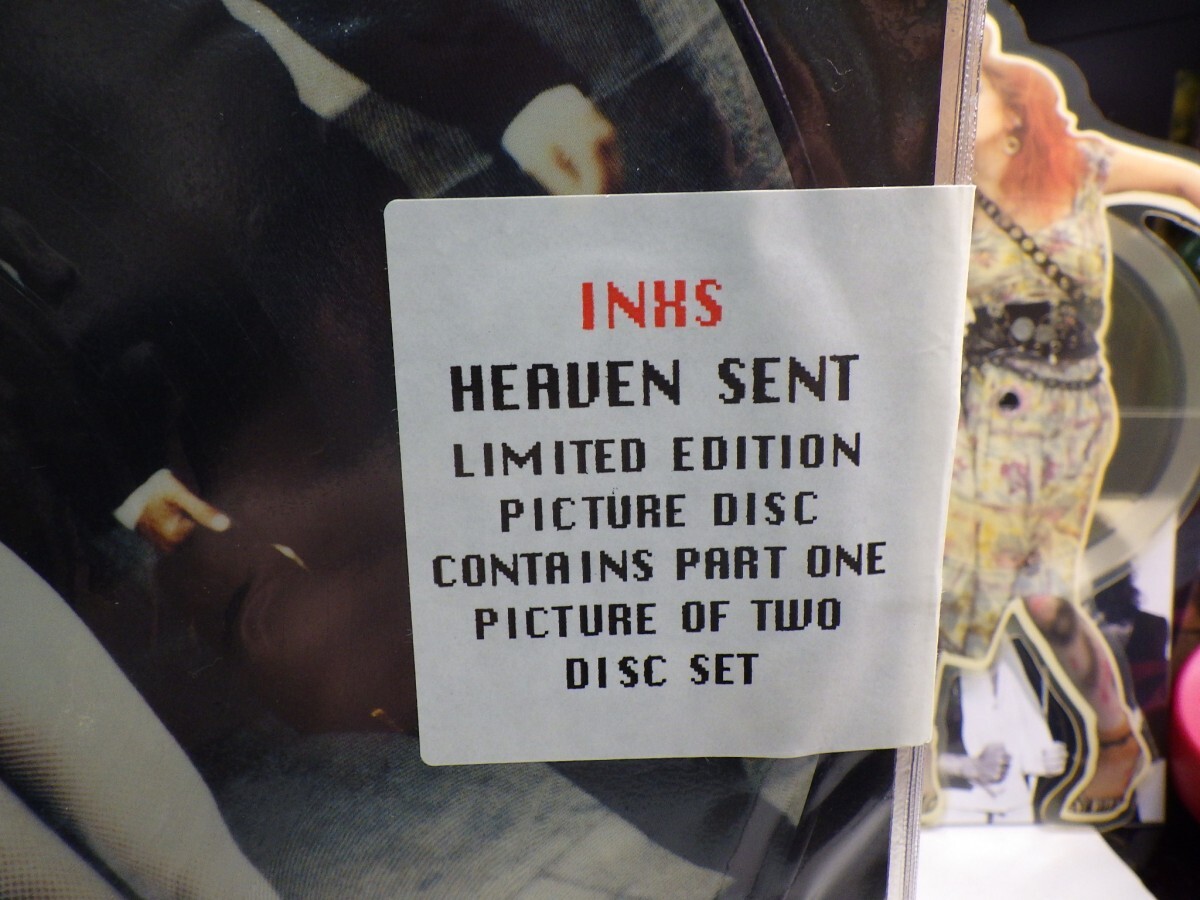 INXS
HEAVEN SENT
LIMITED EDITION
PICTURE DISC
CONTAINS PART ONE
PICTURE OF TWO
DISC SET